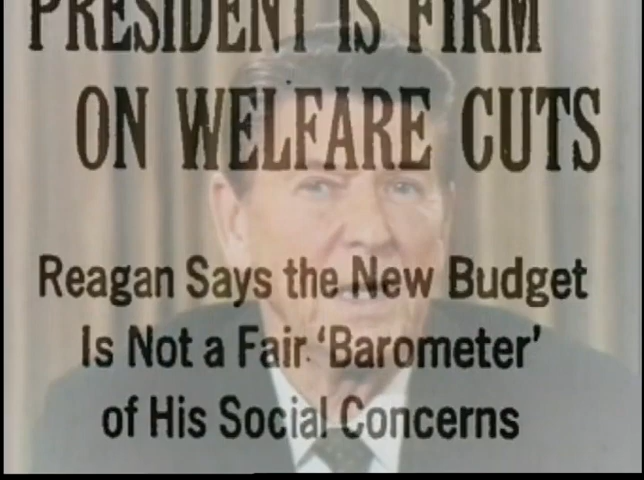 PRESIDENT IS FIRM
ON WELFARE CUTS
Reagan Says the New Budget
Is Not a Fair 'Barometer'
of His Social Concerns